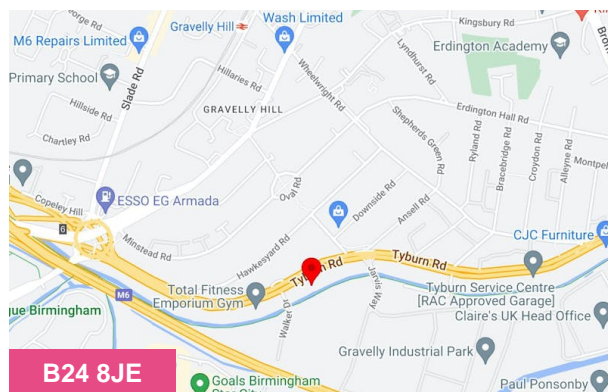 Gravelly Hill
Wash Limited
Kingsbury Rd
M6 Repairs Limited
Erdington Academy
Lyndhurst Rd
Primary School
Slade Rd
Hillaries Rd
Wheelwright Rd
Hillside Rd
GRAVELLY HILL
Shepherds Green Rd
Erdington Hall Rd
Chartley Rd
Ryland Rd
Bracebridge Rd
Croydon Rd
Alleyne Rd
Montpel
Oval Rd
Downside Rd
ESSO EG Armada
Copeley Hill
Ansell Rd
6
Minstead Rd
Hawkesyard Rd
CJC Furniture
Tyburn Rd
Tyburn Rd
Total Fitness
Emporium Gym
Jarvis Way
Tyburn Service Centre
[RAC Approved Garage]
M6
gue Birmingham
Walker Dr
Claire's UK Head Office
Gravelly Industrial Park
B24 8JE
Goals Birmingham
Paul Ponsonby